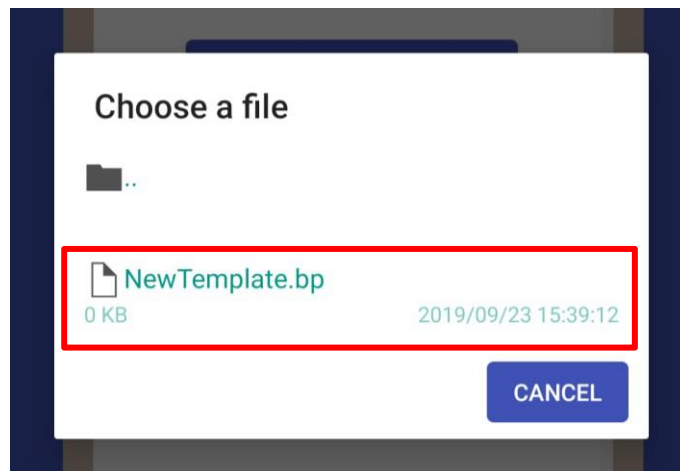 Choose a file
..
NewTemplate.bp
0 KB 2019/09/23 15:39:12
CANCEL